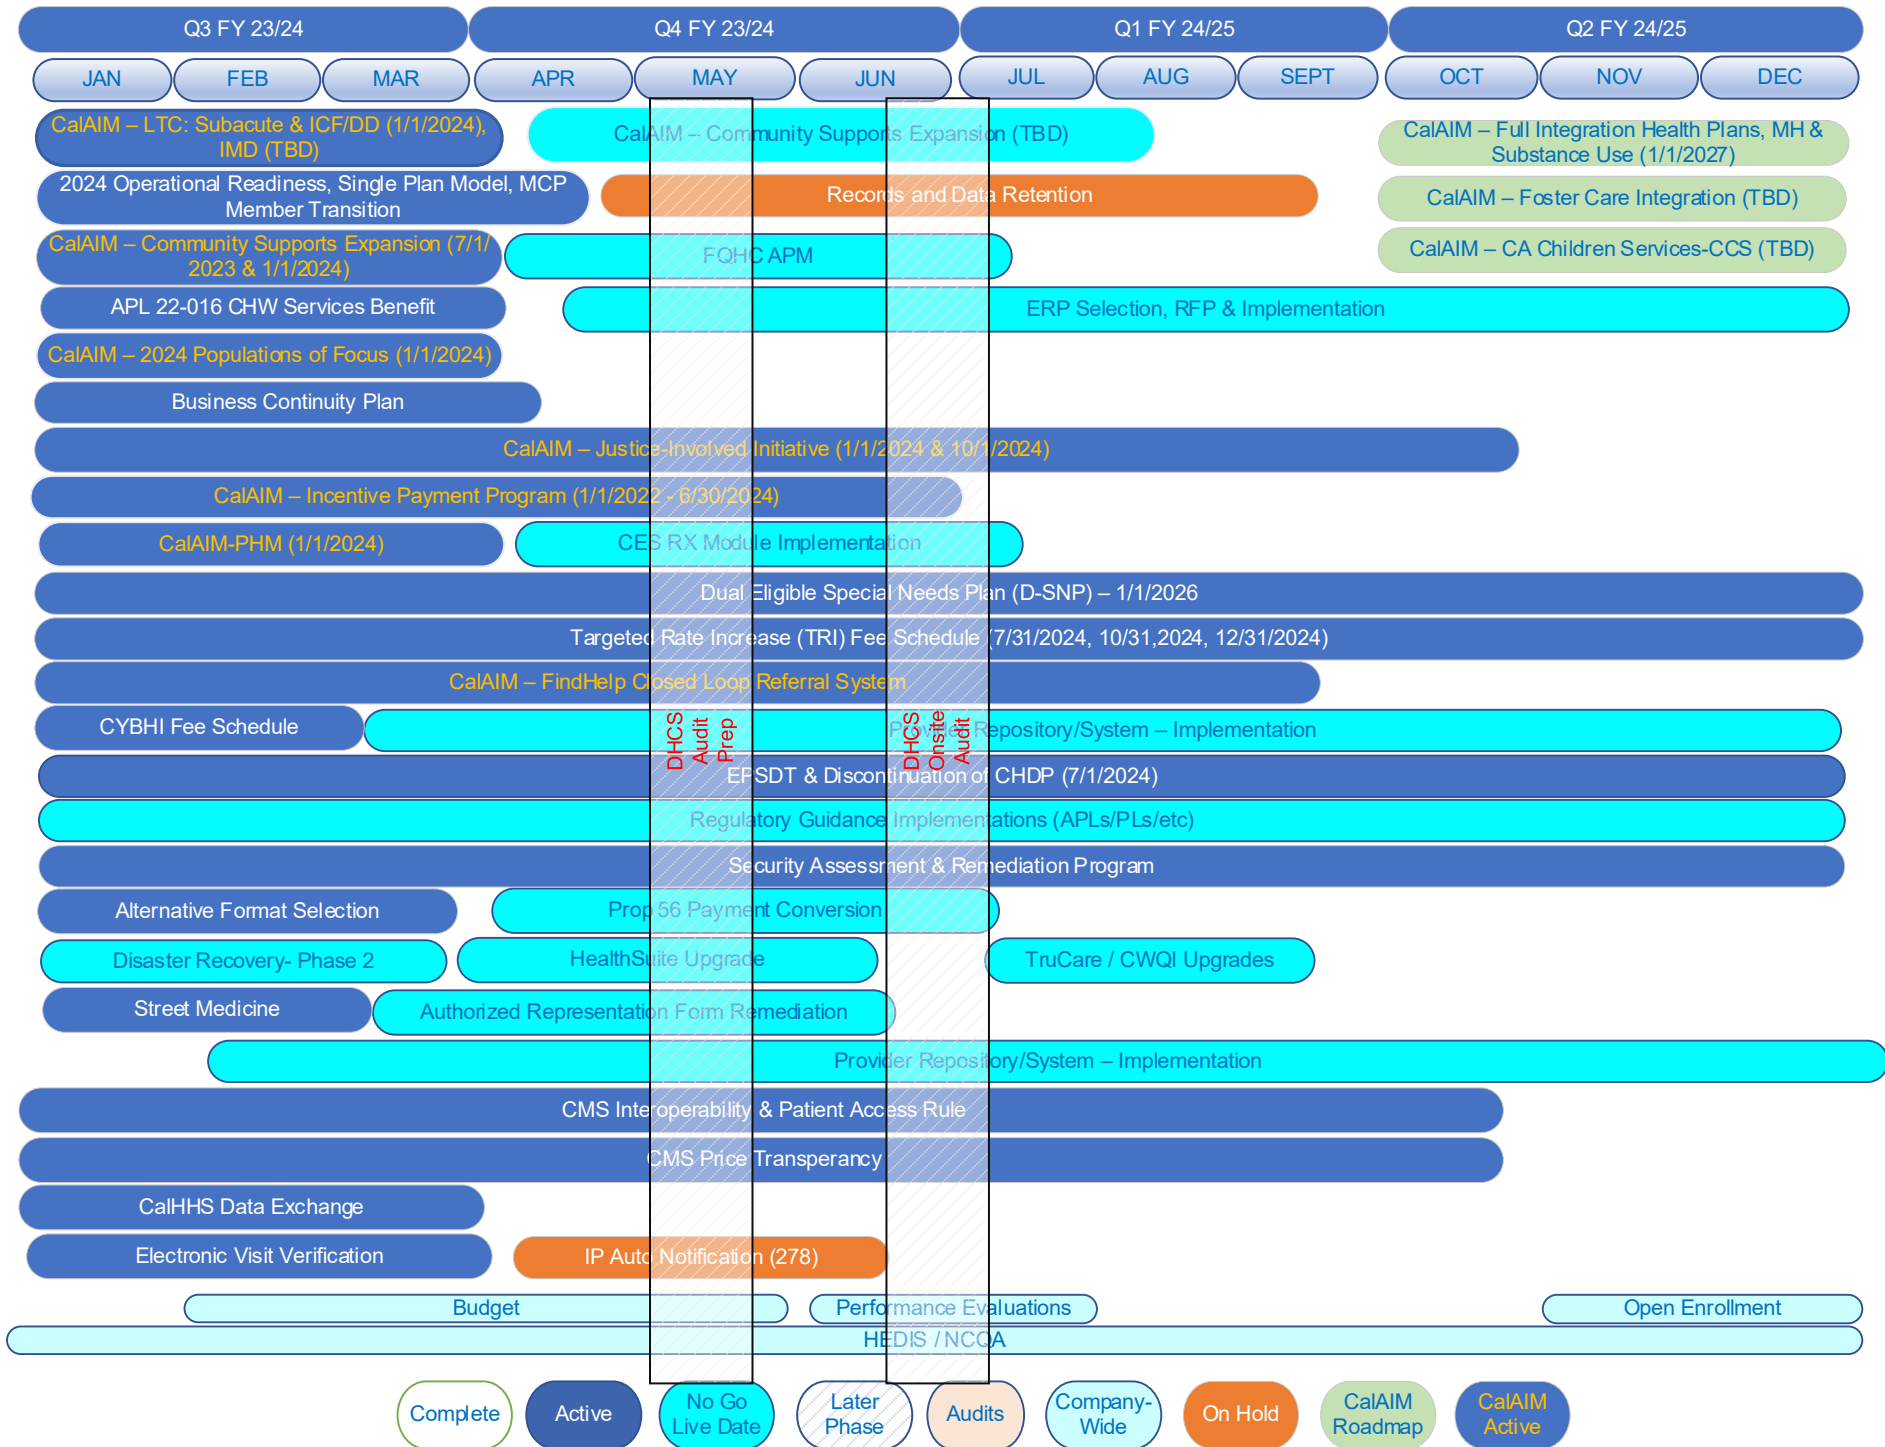 Q3 FY 23/24
Q4 FY 23/24
Q1 FY 24/25
Q2 FY 24/25
JAN
FEB
MAR
APR
MAY
JUN
JUL
AUG
SEPT
OCT
NOV
DEC
CalAIM – LTC: Subacute & ICF/DD (1/1/2024),
IMD (TBD)
CalAIM – Community Supports Expansion (TBD)
CalAIM – Full Integration Health Plans, MH &
Substance Use (1/1/2027)
2024 Operational Readiness, Single Plan Model, MCP
Member Transition
Records and Data Retention
CalAIM – Foster Care Integration (TBD)
CalAIM – Community Supports Expansion (7/1/
2023 & 1/1/2024)
FQHC APM
CalAIM – CA Children Services-CCS (TBD)
APL 22-016 CHW Services Benefit
ERP Selection, RFP & Implementation
CalAIM – 2024 Populations of Focus (1/1/2024)
Business Continuity Plan
CalAIM – Justice-Involved Initiative (1/1/2024 & 10/1/2024)
CalAIM – Incentive Payment Program (1/1/2022 - 6/30/2024)
CalAIM-PHM (1/1/2024)
CES RX Module Implementation
Dual Eligible Special Needs Plan (D-SNP) – 1/1/2026
Targeted Rate Increase (TRI) Fee Schedule (7/31/2024, 10/31,2024, 12/31/2024)
CalAIM – FindHelp Closed Loop Referral System
CYBHI Fee Schedule
Provider Repository/System – Implementation
DHCS
Audit
Prep
DHCS
Onsite
Audit
EPSDT & Discontinuation of CHDP (7/1/2024)
Regulatory Guidance Implementations (APLs/PLs/etc)
Security Assessment & Remediation Program
Alternative Format Selection
Prop 56 Payment Conversion
Disaster Recovery- Phase 2
HealthSuite Upgrade
TruCare / CWQI Upgrades
Street Medicine
Authorized Representation Form Remediation
Provider Repository/System – Implementation
CMS Interoperability & Patient Access Rule
CMS Price Transperancy
CalHHS Data Exchange
Electronic Visit Verification
IP Auto Notification (278)
Budget
Performance Evaluations
Open Enrollment
HEDIS / NCQA
Complete
Active
No Go
Live Date
Later
Phase
Audits
Company-
Wide
On Hold
CalAIM
Roadmap
CalAIM
Active